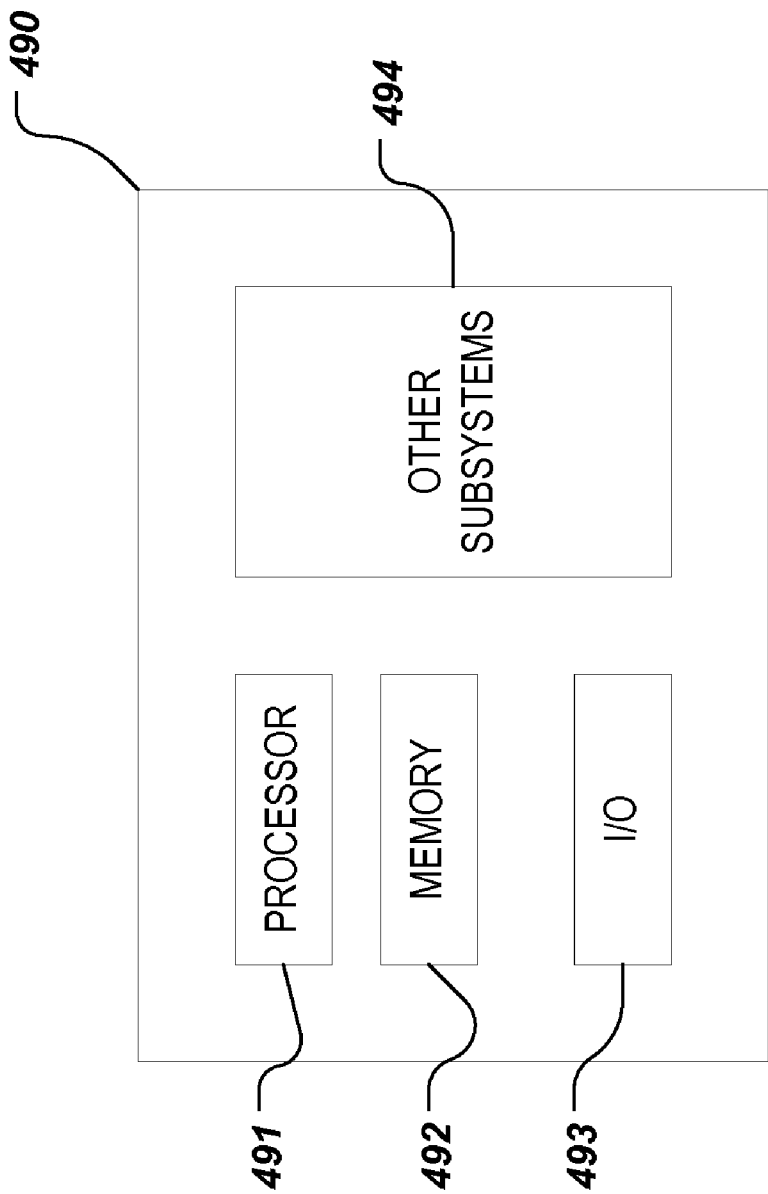 490
491
PROCESSOR
492
MEMORY
493
I/O
OTHER
SUBSYSTEMS
494